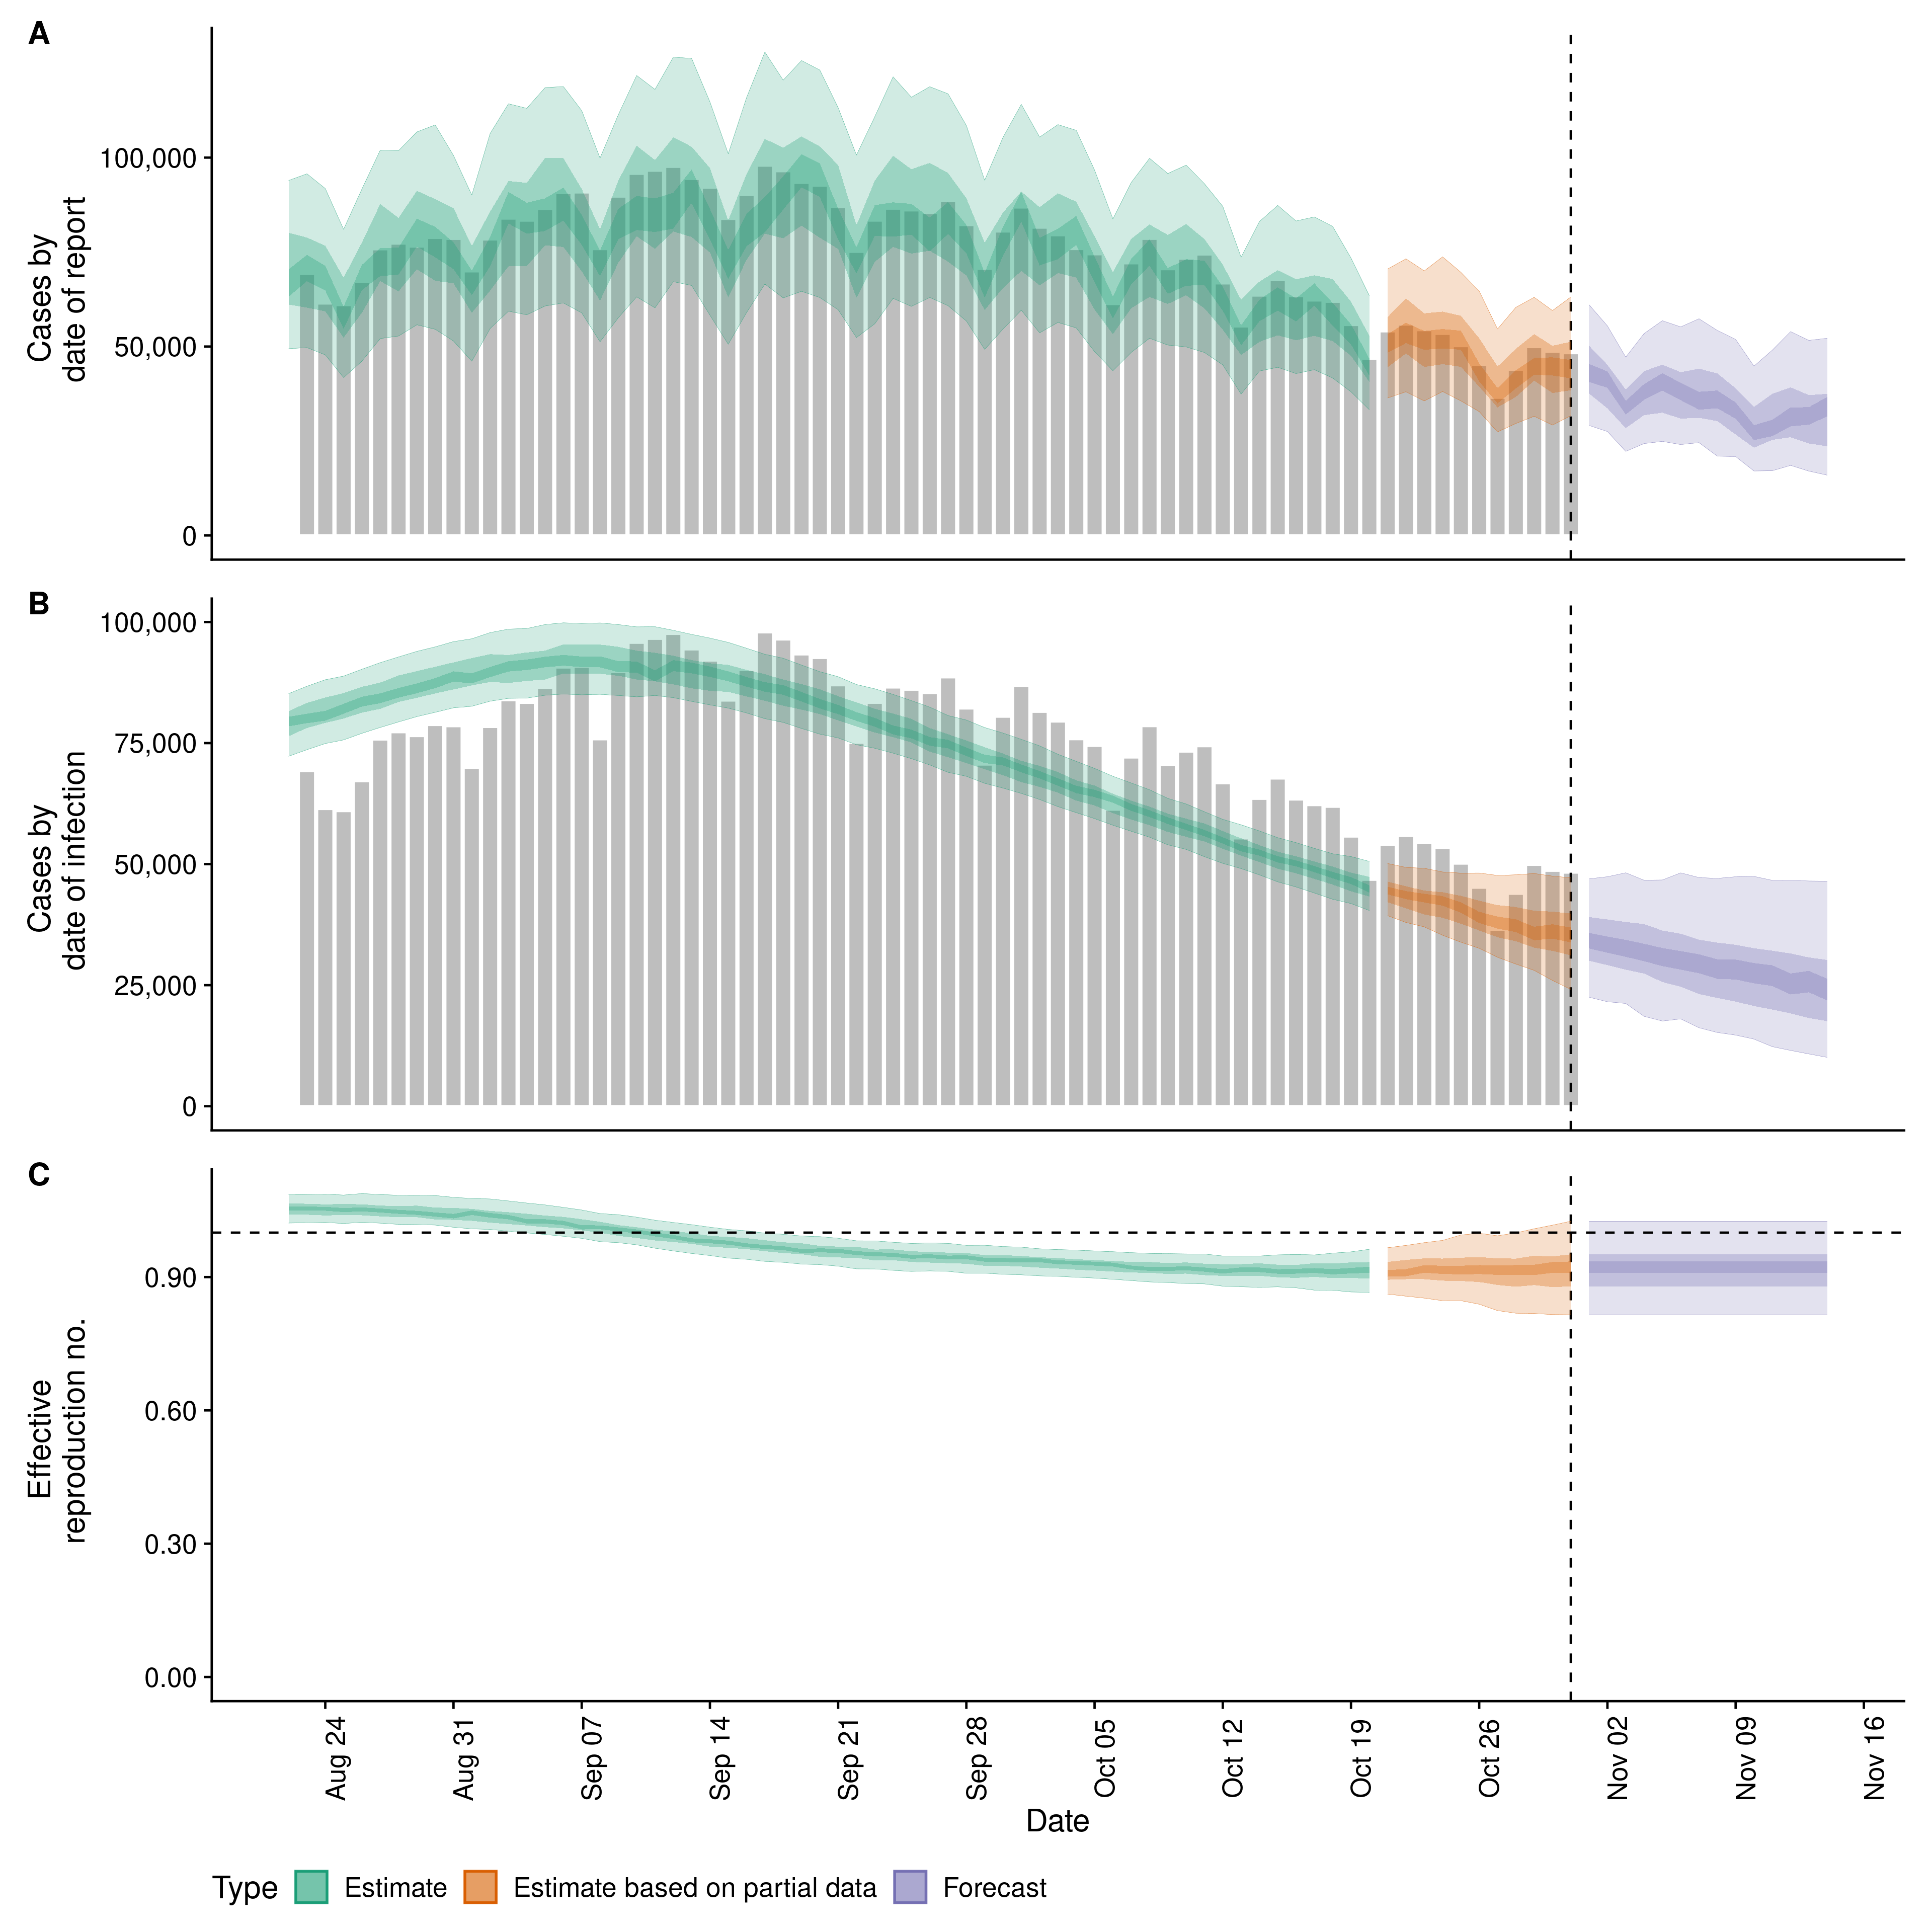 A
Cases by
date of report
100,000
50,000
0
B
Cases by
date of infection
100,000
75,000
50,000
25,000
0
C
Effective
reproduction no.
0.90
0.60
0.30
0.00
Aug 24
Aug 31
Sep 07
Sep 14
Sep 21
Sep 28
Oct 05
Oct 12
Oct 19
Oct 26
Nov 02
Nov 09
Nov 16
Date
Type
Estimate
Estimate based on partial data
Forecast